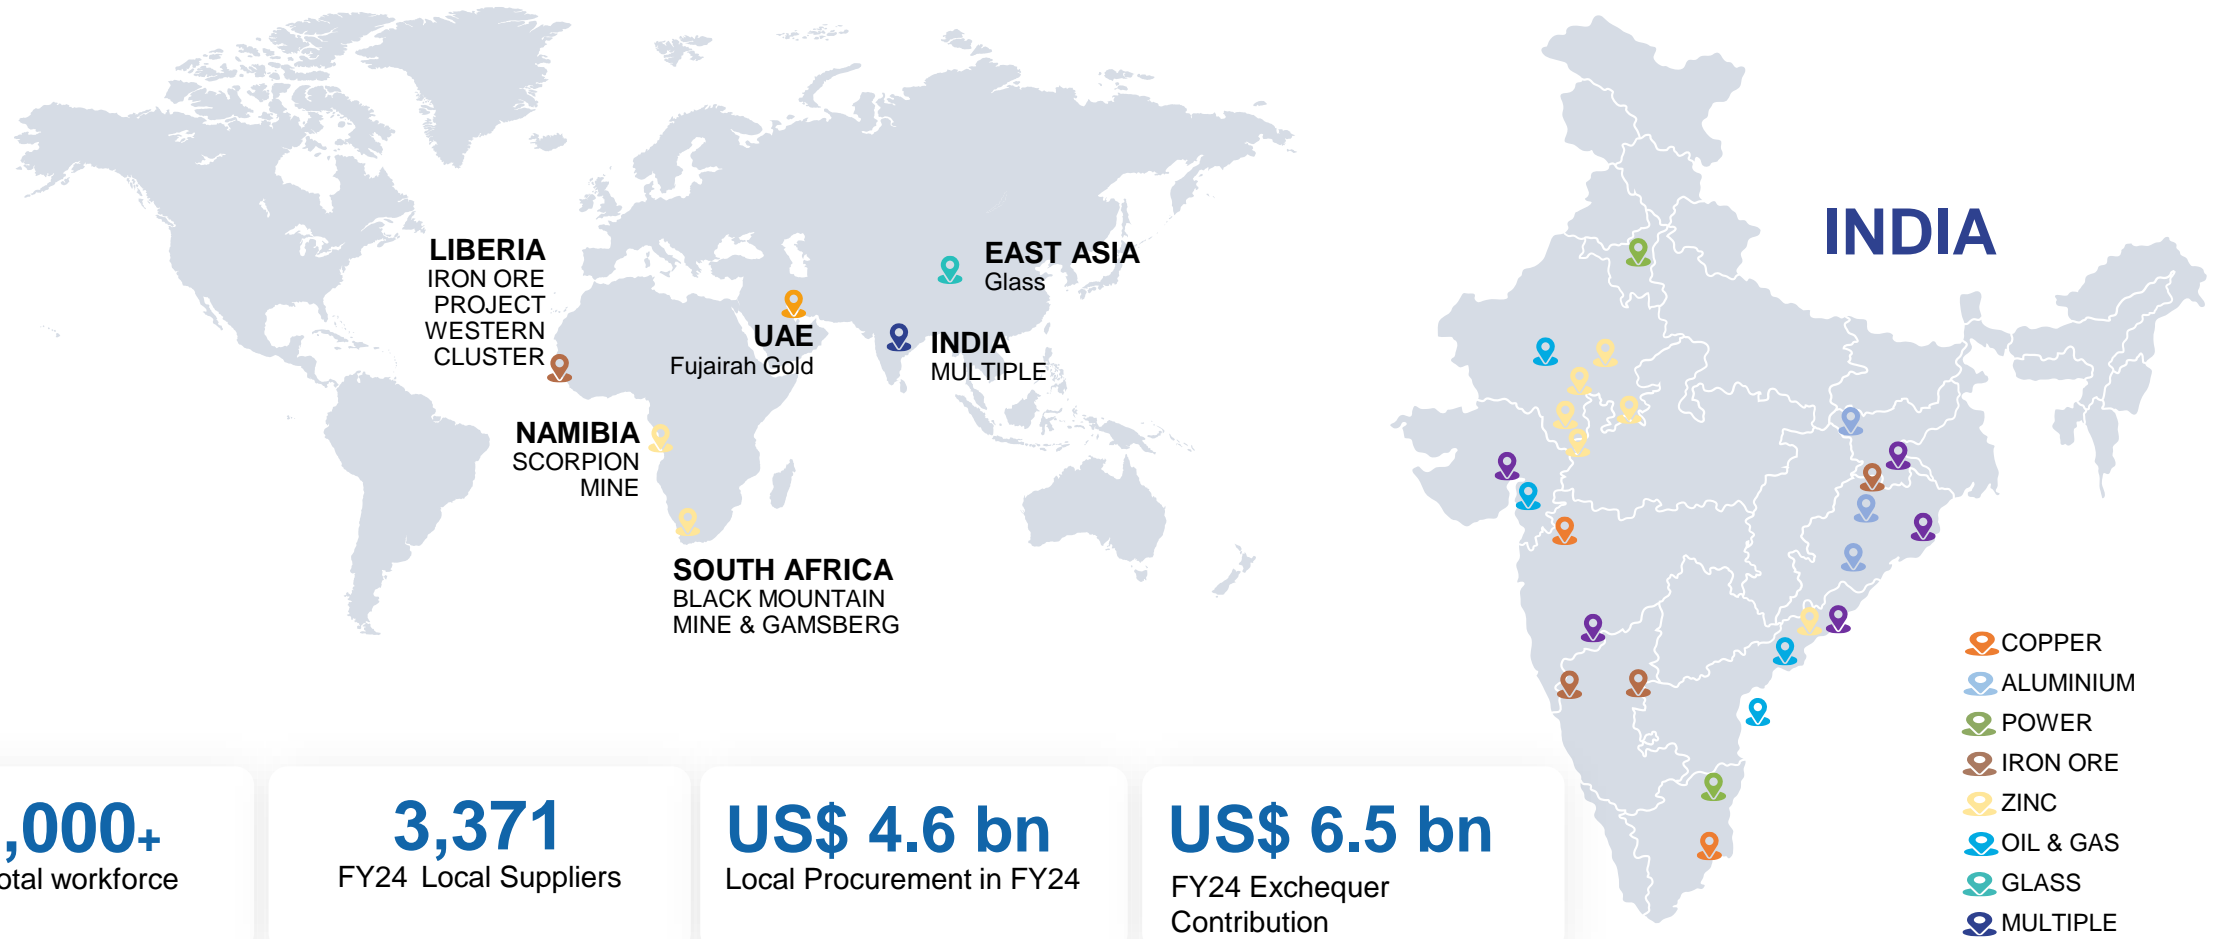 LIBERIA
IRON ORE
PROJECT
WESTERN
CLUSTER
EAST ASIA
Glass
UAE
Fujairah Gold
INDIA
MULTIPLE
NAMIBIA
SCORPION
MINE
SOUTH AFRICA
BLACK MOUNTAIN
MINE & GAMSBERG
INDIA
COPPER
ALUMINIUM
POWER
IRON ORE
ZINC
OIL & GAS
GLASS
MULTIPLE
,000+
otal workforce
3,371
FY24 Local Suppliers
US$ 4.6 bn
Local Procurement in FY24
US$ 6.5 bn
FY24 Exchequer
Contribution